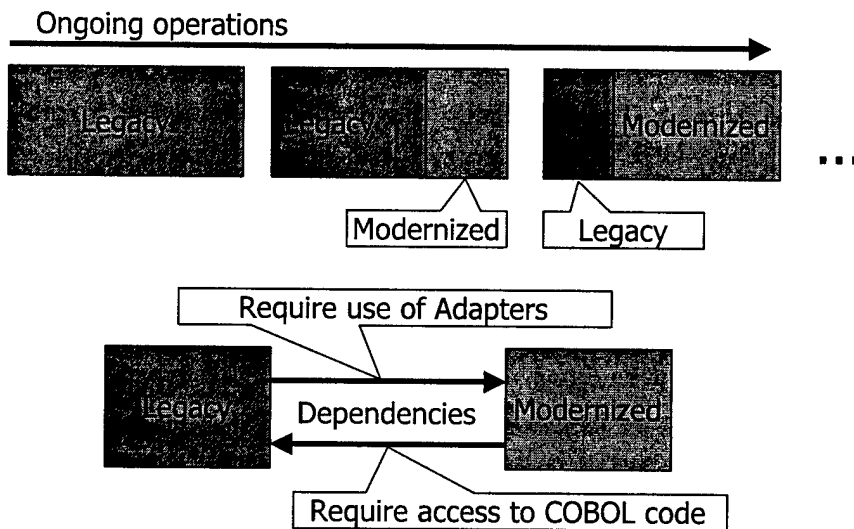 Ongoing operations
Legacy
Legacy
Modernized
...
Modernized
Legacy
Require use of Adapters
Legacy
Dependencies
Modernized
Require access to COBOL code